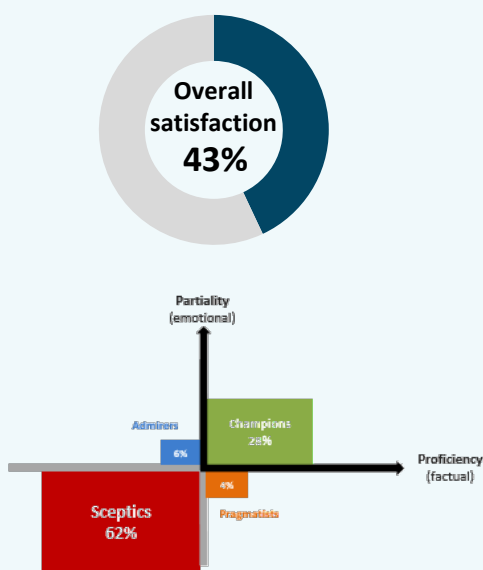 Overall
satisfaction
43%
Partiality
(emotional)
Admirers
Champions
28%
6%
Proficiency
(factual)
4%
Sceptics
62%
Pragmatists